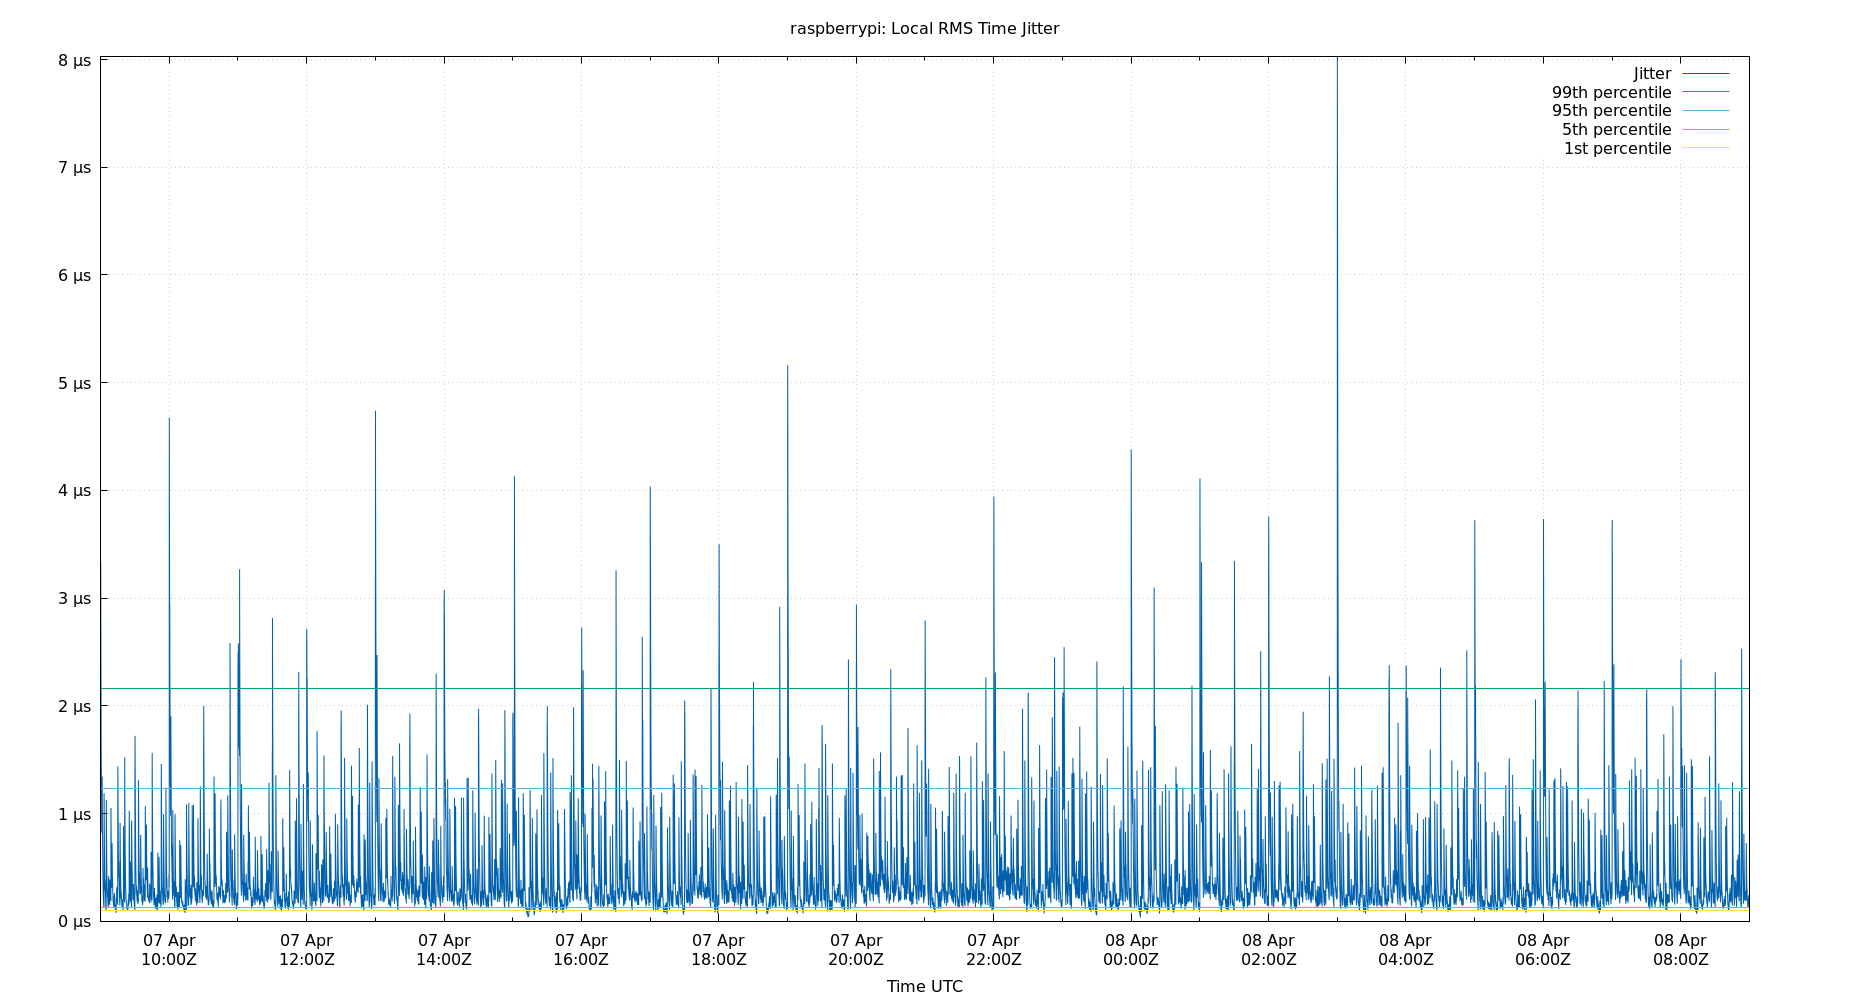 raspberrypi: Local RMS Time Jitter
8 µs
7 µs
6 µs
5 µs
4 µs
3 µs
2 µs
1 µs
0 µs
Jitter
99th percentile
95th percentile
5th percentile
1st percentile
07 Apr
10:00Z
07 Apr
12:00Z
07 Apr
14:00Z
07 Apr
16:00Z
07 Apr
18:00Z
07 Apr
20:00Z
07 Apr
22:00Z
08 Apr
00:00Z
08 Apr
02:00Z
08 Apr
04:00Z
08 Apr
06:00Z
08 Apr
08:00Z
Time UTC